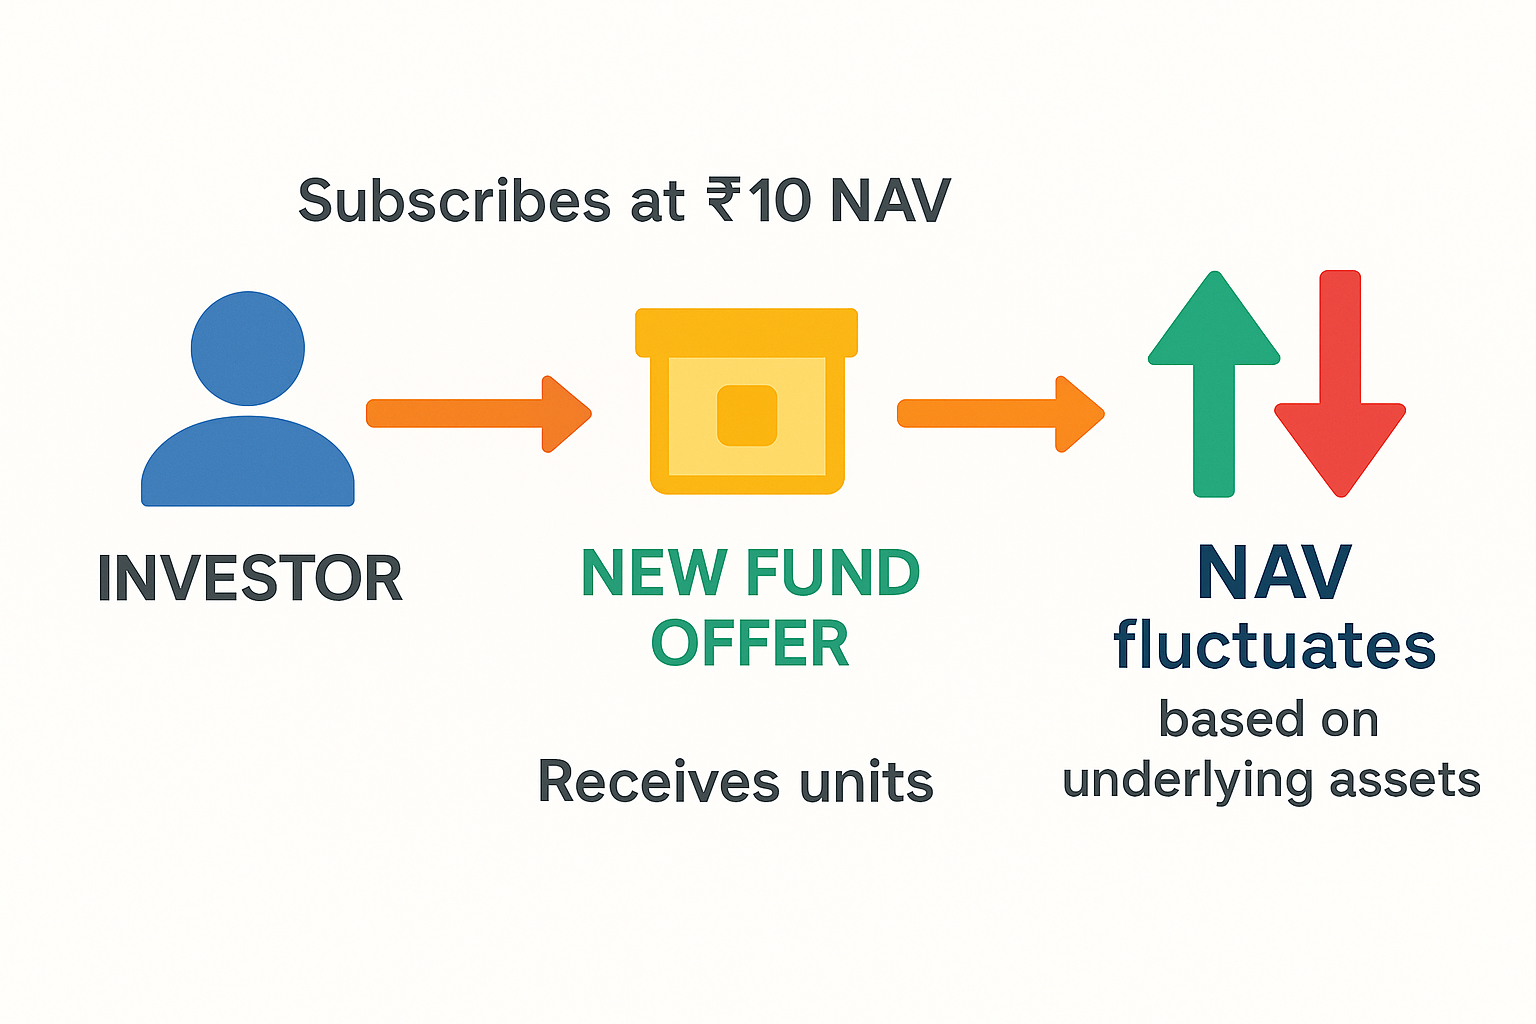 Subscribes at ₹10 NAV
INVESTOR
NEW FUND
OFFER
Receives units
NAV
fluctuates
based on
underlying assets